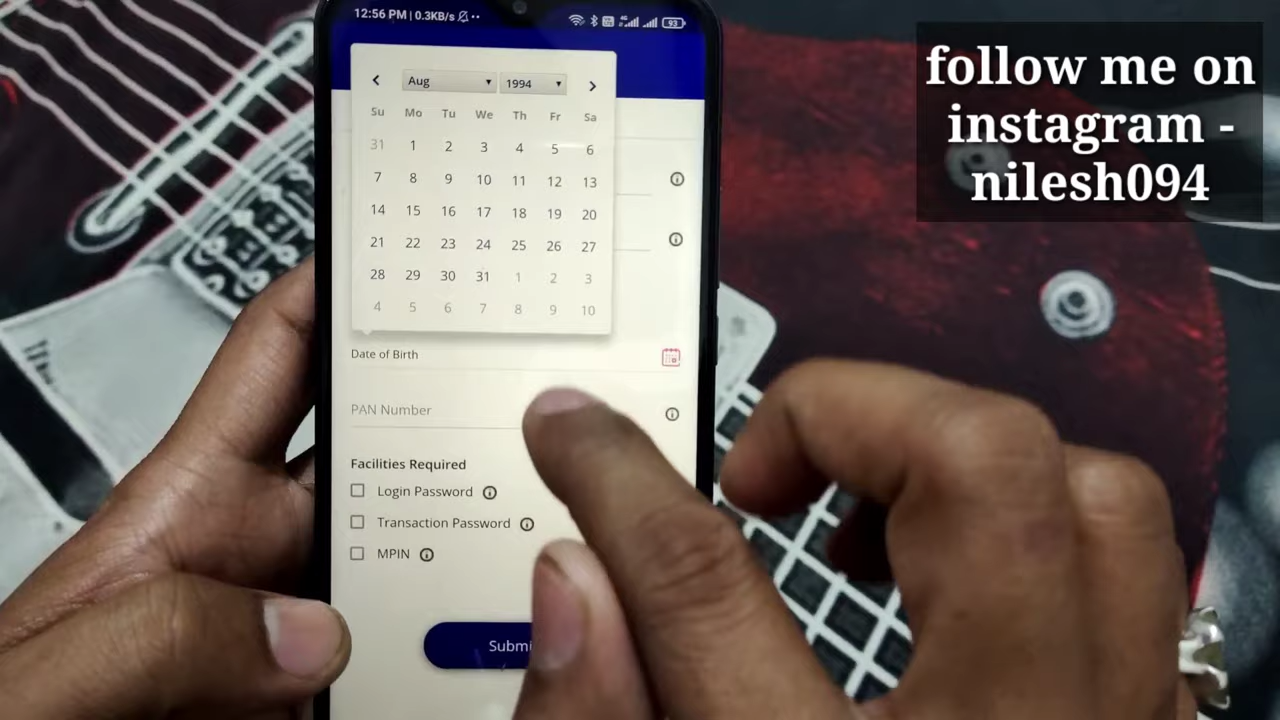 12:56 PM | 0.3KB/s
93
follow me on
instagram -
nilesh094
Aug 1994
Su Mo Tu We Th Fr Sa
31 1 2 3 4 5 6
7 8 9 10 11 12 13
14 15 16 17 18 19 20
21 22 23 24 25 26 27
28 29 30 31 1 2 3
4 5 6 7 8 9 10
Date of Birth
PAN Number
Facilities Required
Login Password
Transaction Password
MPIN
Submi